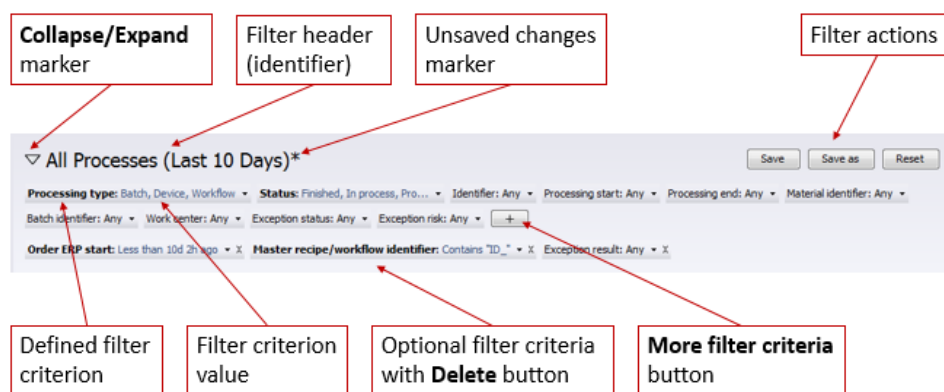 Collapse/Expand
marker
Filter header
(identifier)
Unsaved changes
marker
Filter actions
All Processes (Last 10 Days)*
Save
Save as
Reset
Processing type: Batch, Device, Workflow
Status: Finished, In process, Pro...
Identifier: Any
Processing start: Any
Processing end: Any
Material identifier: Any
Batch identifier: Any
Work center: Any
Exception status: Any
Exception risk: Any
+
Order ERP start: Less than 10d 2h ago X
Master recipe/workflow identifier: Contains "ID_" X
Exception result: Any X
Defined filter
criterion
Filter criterion
value
Optional filter criteria
with Delete button
More filter criteria
button